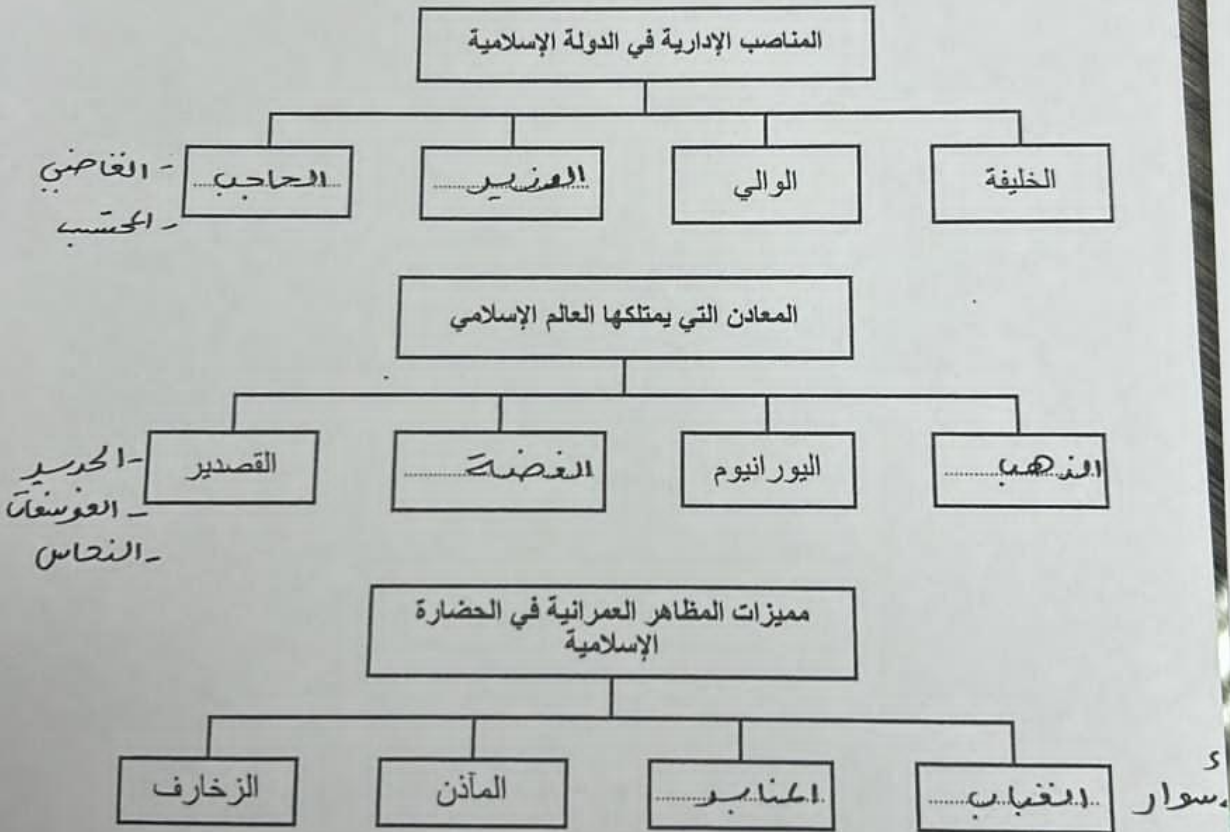 المناصب الإدارية في الدولة الإسلامية
الخليفة
الوالي
الوزير
الحاجب
- القاضي
- المحتسب
المعادن التي يمتلكها العالم الإسلامي
الذهب
اليورانيوم
الفضة
القصدير
- الحديد
- الفوسفات
- النحاس
مميزات المظاهر العمرانية في الحضارة
الإسلامية
القباب
المنابر
المآذن
الزخارف